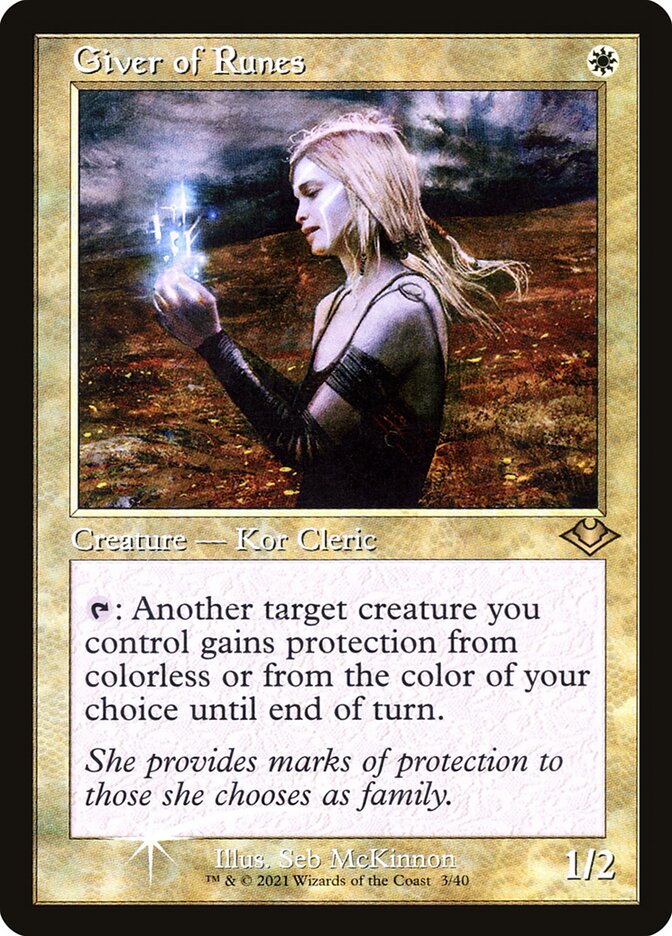 Giver of Runes
Creature — Kor Cleric
: Another target creature you
control gains protection from
colorless or from the color of your
choice until end of turn.
She provides marks of protection to
those she chooses as family.
Illus. Seb McKinnon
™ & © 2021 Wizards of the Coast 3/40
1/2